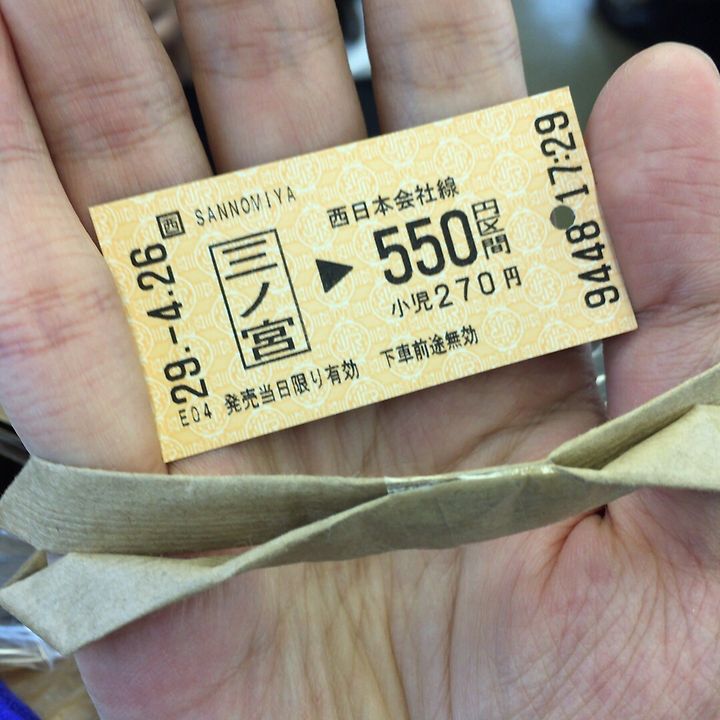 西 SANNOMIYA
三ノ宮
▶
西日本会社線
550円区間
小児270円
29.-4.26
E04 発売当日限り有効 下車前途無効
9448 17:29